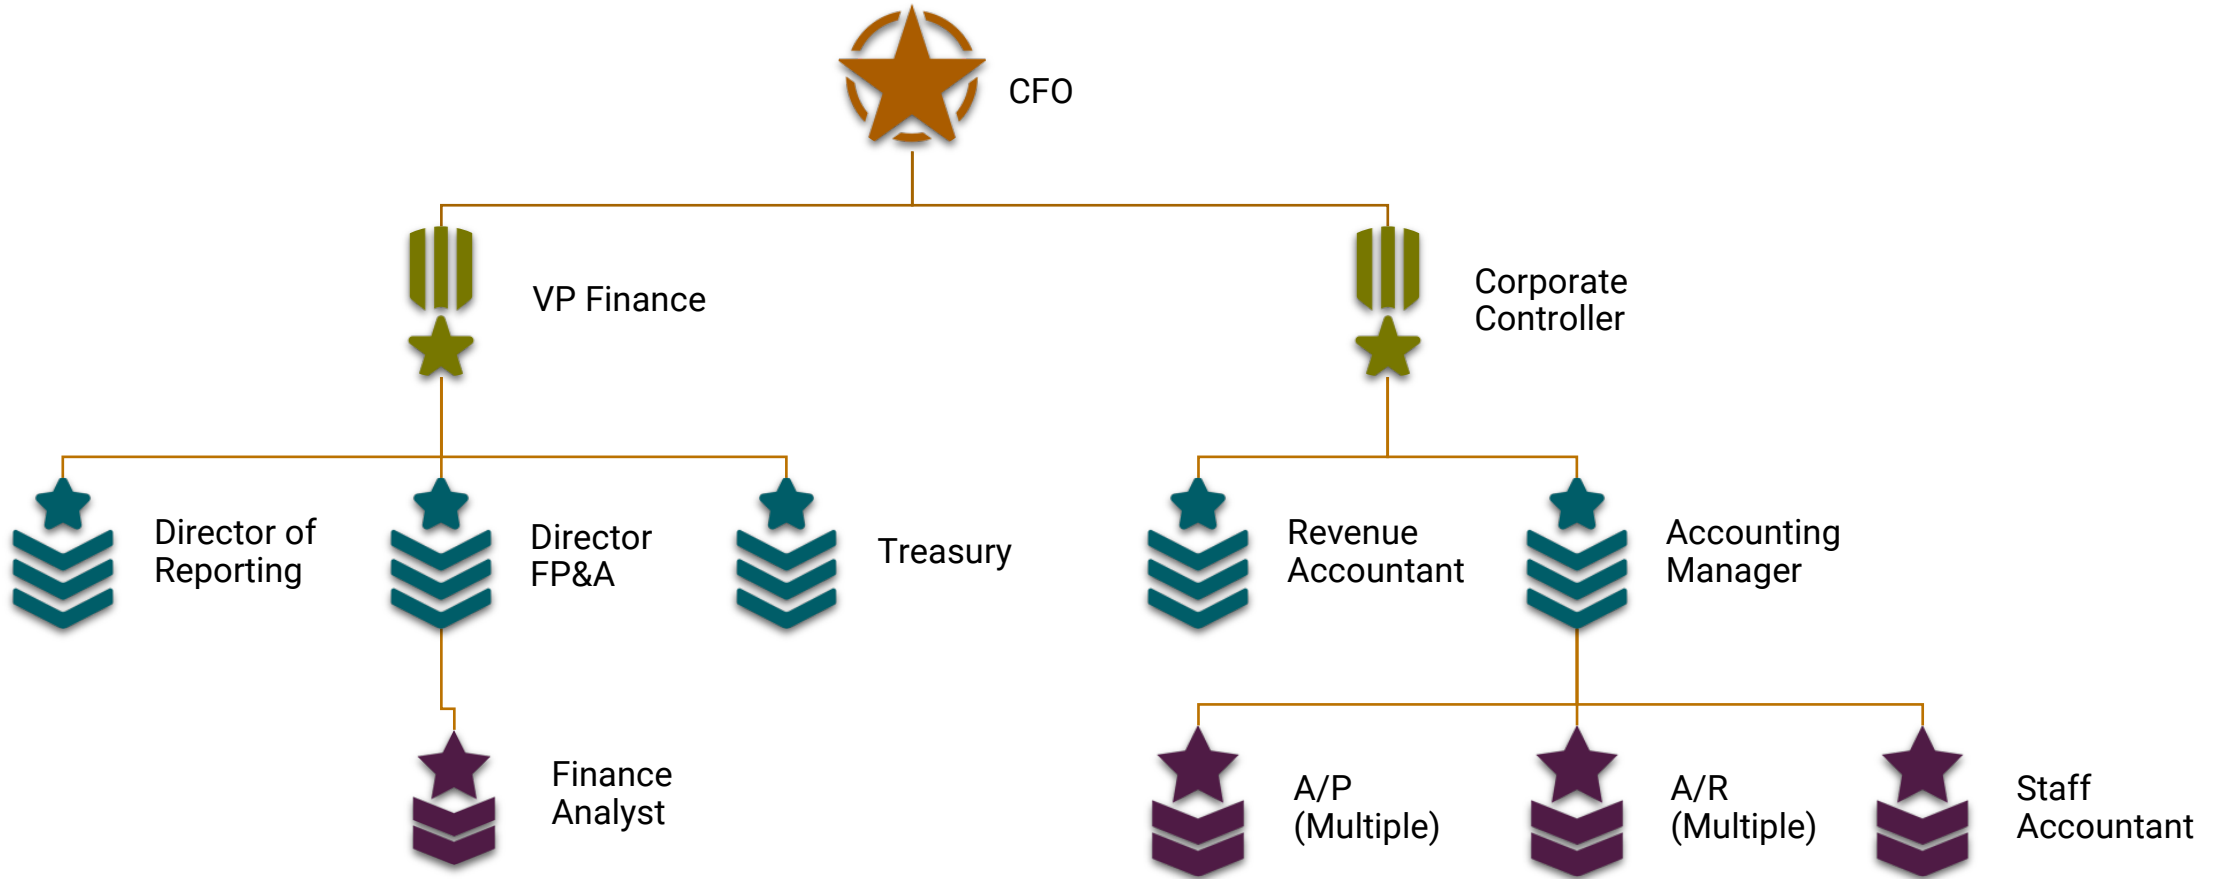 CFO
VP Finance
Corporate
Controller
Director of
Reporting
Director
FP&A
Treasury
Revenue
Accountant
Accounting
Manager
Finance
Analyst
A/P
(Multiple)
A/R
(Multiple)
Staff
Accountant